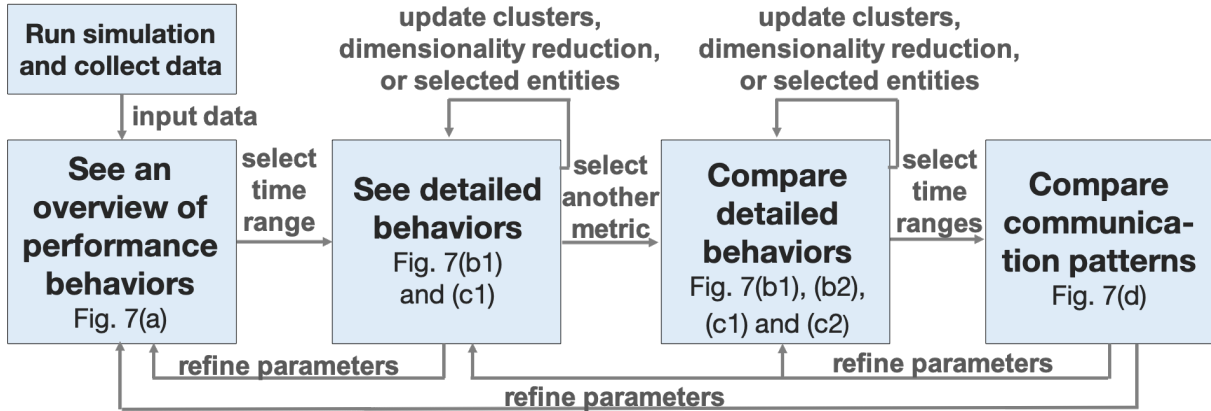 Run simulation
and collect data
input data
See an
overview of
performance
behaviors
Fig. 7(a)
select
time
range
update clusters,
dimensionality reduction,
or selected entities
See detailed
behaviors
Fig. 7(b1)
and (c1)
select
another
metric
update clusters,
dimensionality reduction,
or selected entities
Compare
detailed
behaviors
Fig. 7(b1), (b2),
(c1) and (c2)
select
time
ranges
Compare
communica-
tion patterns
Fig. 7(d)
refine parameters
refine parameters
refine parameters